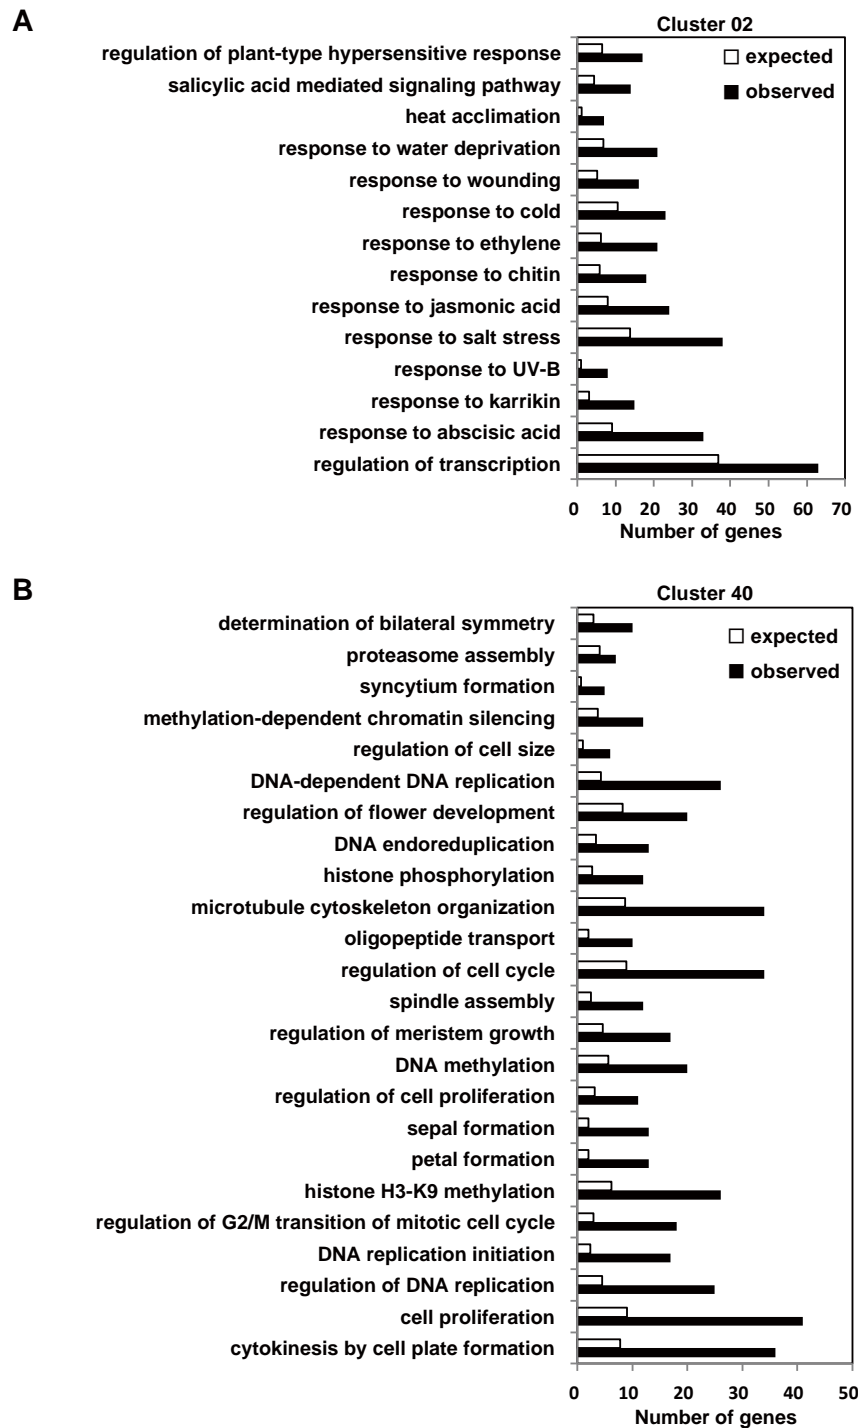 A
Cluster 02
regulation of plant-type hypersensitive response
expected
salicylic acid mediated signaling pathway
observed
heat acclimation
response to water deprivation
response to wounding
response to cold
response to ethylene
response to chitin
response to jasmonic acid
response to salt stress
response to UV-B
response to karrikin
response to abscisic acid
regulation of transcription
0 10 20 30 40 50 60 70
Number of genes
B
Cluster 40
determination of bilateral symmetry
expected
proteasome assembly
observed
syncytium formation
methylation-dependent chromatin silencing
regulation of cell size
DNA-dependent DNA replication
regulation of flower development
DNA endoreduplication
histone phosphorylation
microtubule cytoskeleton organization
oligopeptide transport
regulation of cell cycle
spindle assembly
regulation of meristem growth
DNA methylation
regulation of cell proliferation
sepal formation
petal formation
histone H3-K9 methylation
regulation of G2/M transition of mitotic cell cycle
DNA replication initiation
regulation of DNA replication
cell proliferation
cytokinesis by cell plate formation
0 10 20 30 40 50
Number of genes